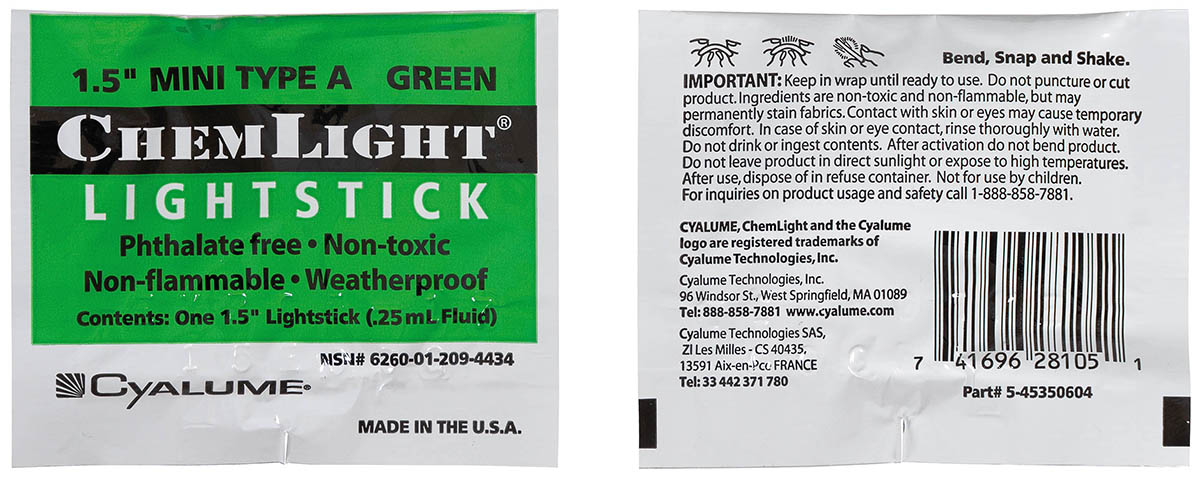 1.5" MINI TYPE A GREEN
CHEMLIGHT®
LIGHTSTICK
Phthalate free • Non-toxic
Non-flammable • Weatherproof
Contents: One 1.5" Lightstick (.25 mL Fluid)
NSN# 6260-01-209-4434
CYALUME®
MADE IN THE U.S.A.
Bend, Snap and Shake.
IMPORTANT: Keep in wrap until ready to use. Do not puncture or cut
product. Ingredients are non-toxic and non-flammable, but may
permanently stain fabrics. Contact with skin or eyes may cause temporary
discomfort. In case of skin or eye contact, rinse thoroughly with water.
Do not drink or ingest contents. After activation do not bend product.
Do not leave product in direct sunlight or expose to high temperatures.
After use, dispose of in refuse container. Not for use by children.
For inquiries on product usage and safety call 1-888-858-7881.
CYALUME, ChemLight and the Cyalume
logo are registered trademarks of
Cyalume Technologies, Inc.
Cyalume Technologies, Inc.
96 Windsor St., West Springfield, MA 01089
Tel: 888-858-7881 www.cyalume.com
Cyalume Technologies SAS,
ZI Les Milles - CS 40435,
13591 FRANCE
Tel: 33 442 371 780
7 41696 28105 1
Part# 5-45350604